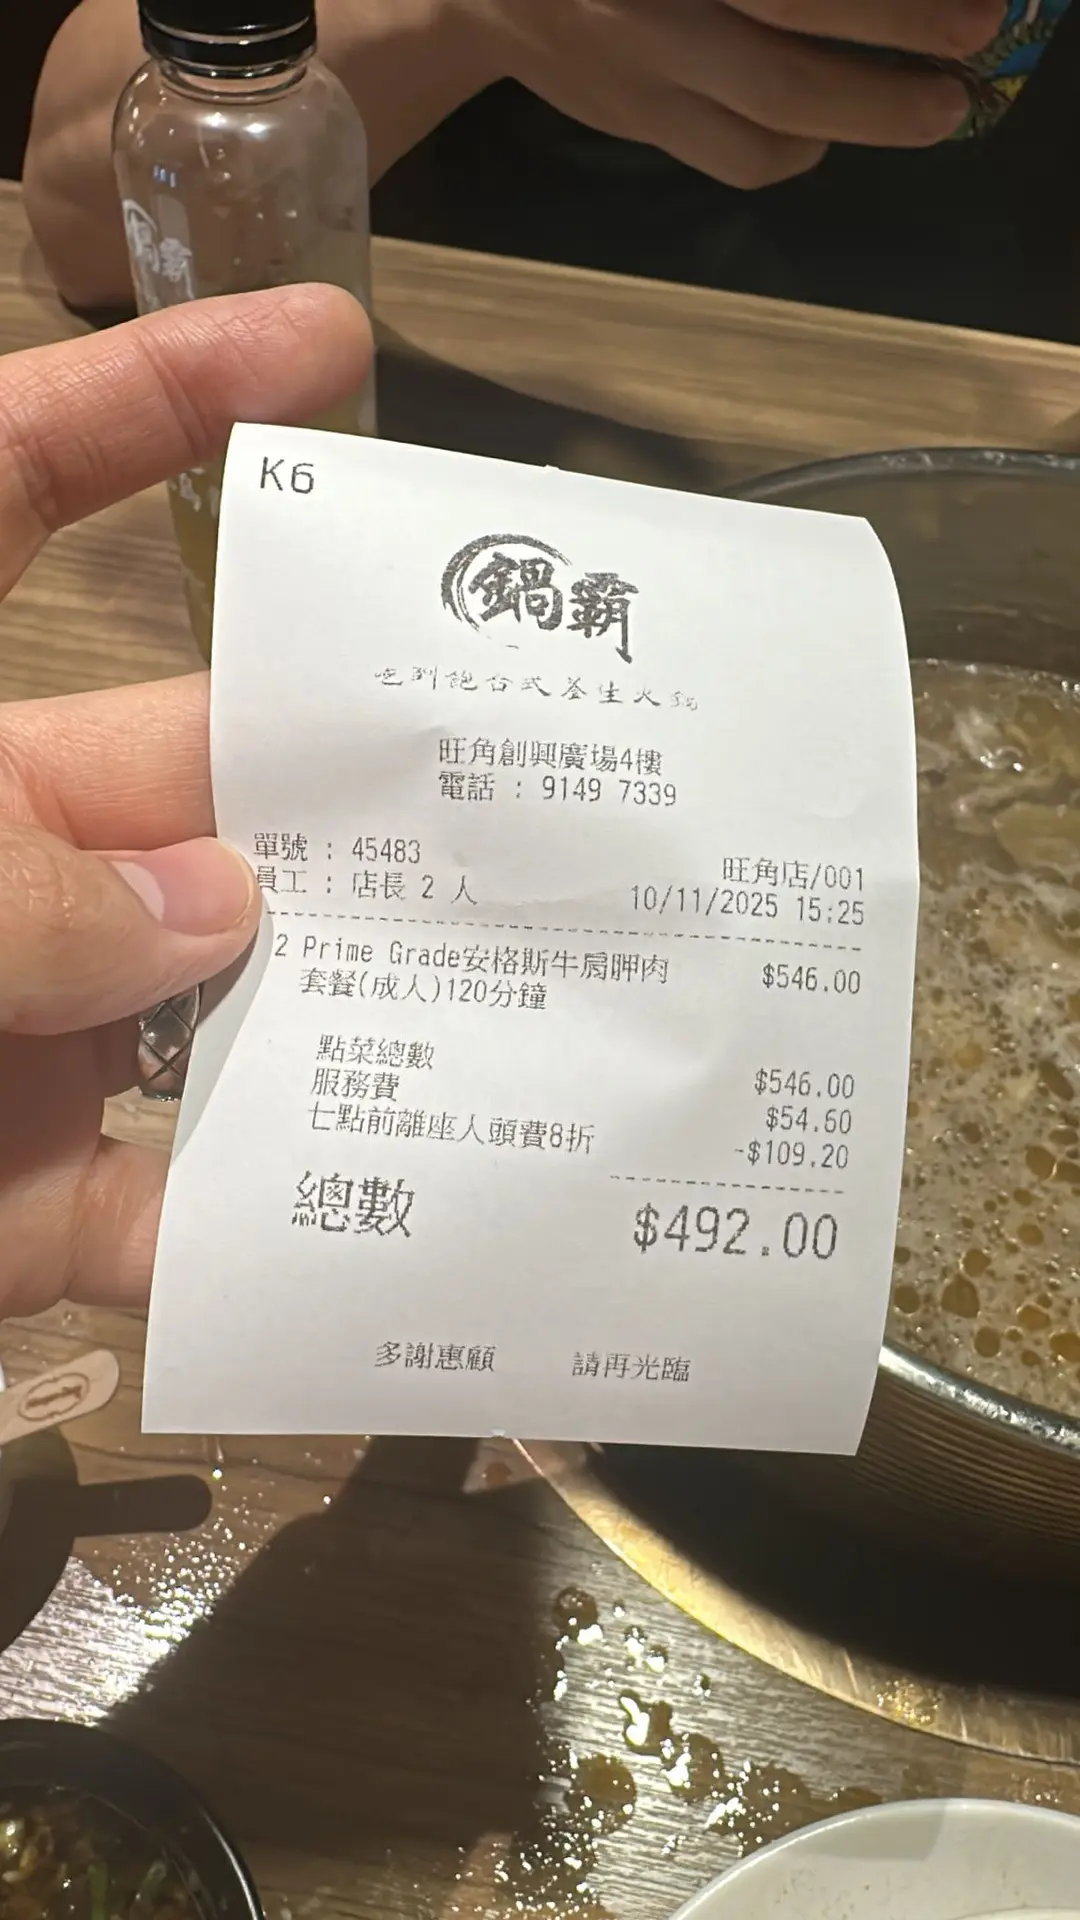 鍋霸
K6
鍋霸
吃到飽台式養生火鍋
旺角創興廣場4樓
電話 : 9149 7339
單號 : 45483
旺角店/001
員工 : 店長 2 人
10/11/2025 15:25
2 Prime Grade安格斯牛肩胛肉
$546.00
套餐(成人)120分鐘
點菜總數
$546.00
服務費
$54.60
七點前離座人頭費8折
-$109.20
總數
$492.00
多謝惠顧 請再光臨